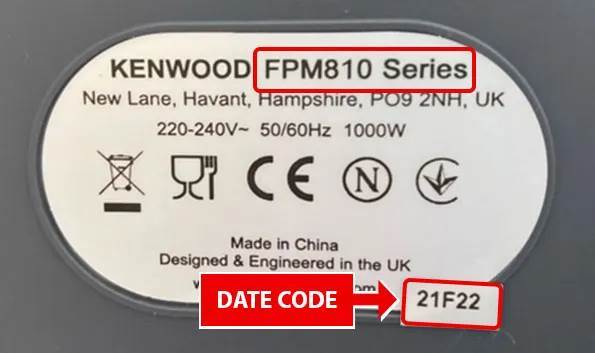 KENWOOD FPM810 Series
New Lane, Havant, Hampshire, PO9 2NH, UK
220-240V~ 50/60Hz 1000W
CE N
Made in China
Designed & Engineered in the UK
DATE CODE
21F22